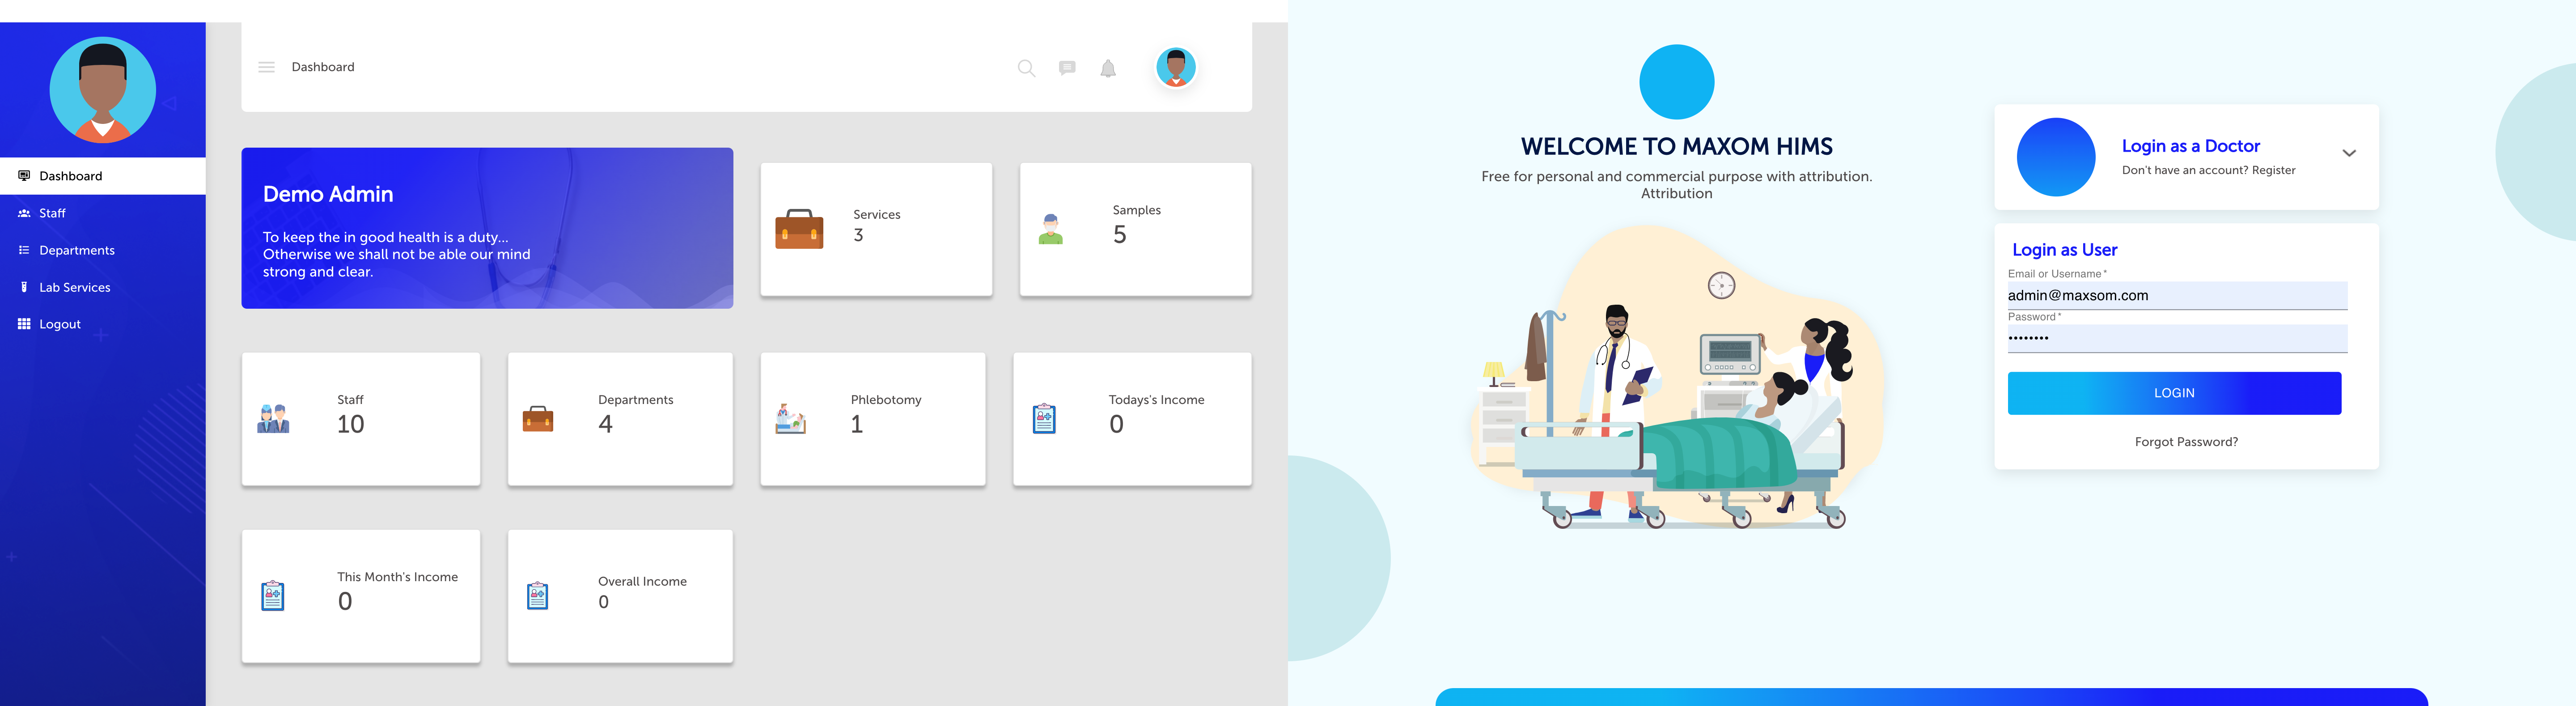 Dashboard
Staff
Departments
Lab Services
Logout
Dashboard
Demo Admin
To keep the in good health is a duty...
Otherwise we shall not be able our mind
strong and clear.
Services
3
Samples
5
Staff
10
Departments
4
Phlebotomy
1
Todays's Income
0
This Month's Income
0
Overall Income
0
WELCOME TO MAXOM HIMS
Free for personal and commercial purpose with attribution.
Attribution
Login as a Doctor
Don't have an account? Register
Login as User
Email or Username *
admin@maxsom.com
Password *
••••••••
LOGIN
Forgot Password?